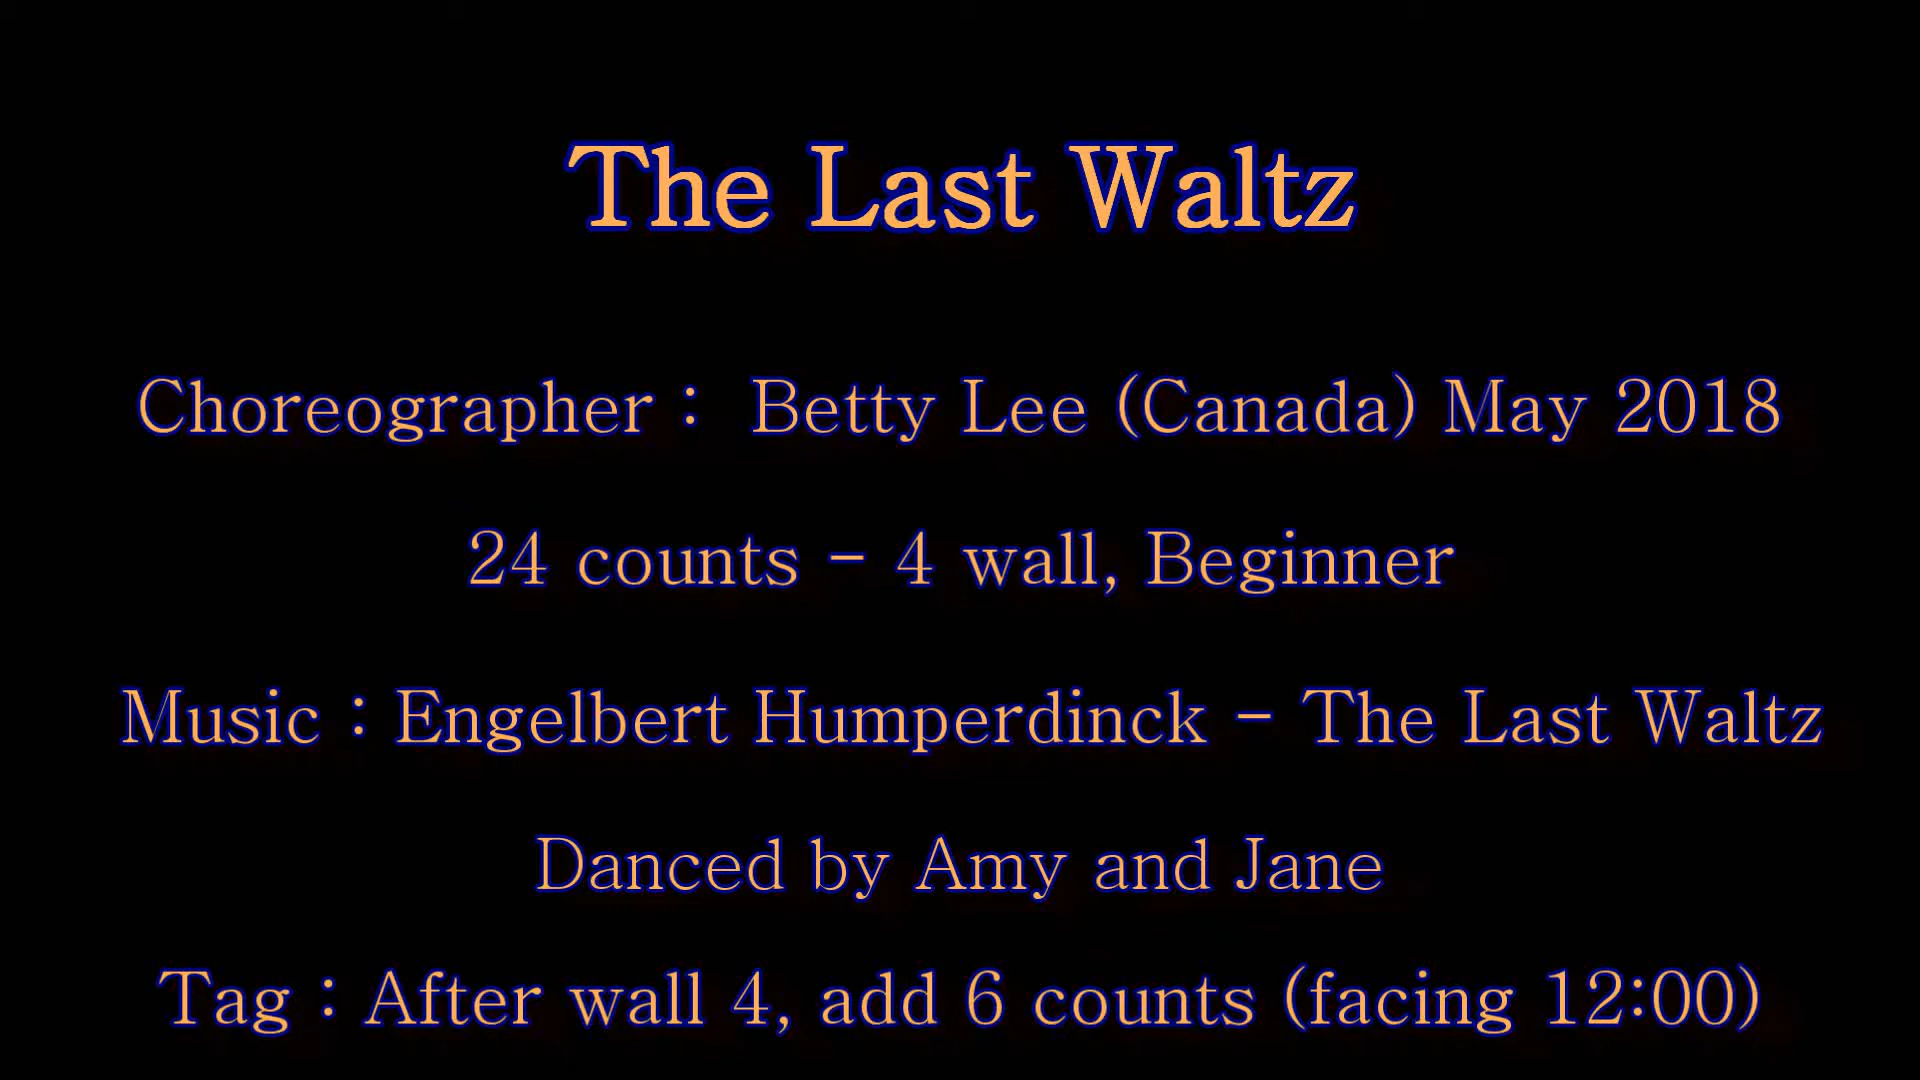 The Last Waltz
Choreographer :  Betty Lee (Canada) May 2018
24 counts - 4 wall, Beginner
Music : Engelbert Humperdinck - The Last Waltz
Danced by Amy and Jane
Tag : After wall 4, add 6 counts (facing 12:00)